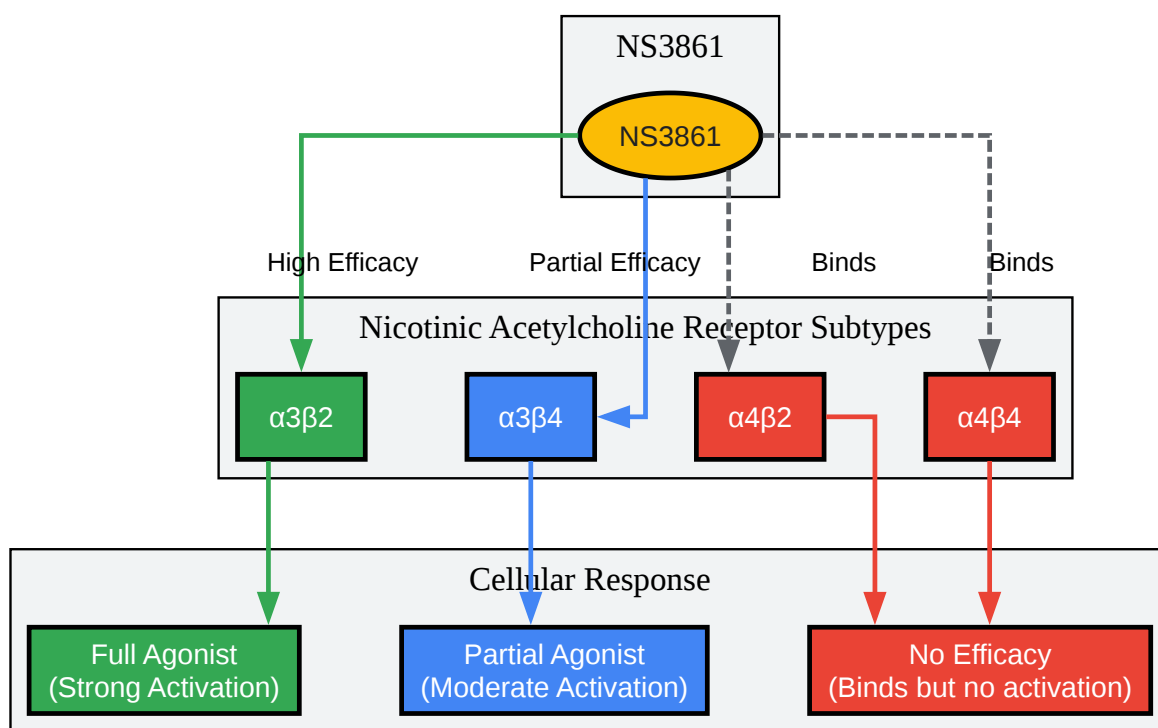 NS3861
NS3861
High Efficacy
Partial Efficacy
Binds
Binds
Nicotinic Acetylcholine Receptor Subtypes
α3β2
α3β4
α4β2
α4β4
Cellular Response
Full Agonist
(Strong Activation)
Partial Agonist
(Moderate Activation)
No Efficacy
(Binds but no activation)